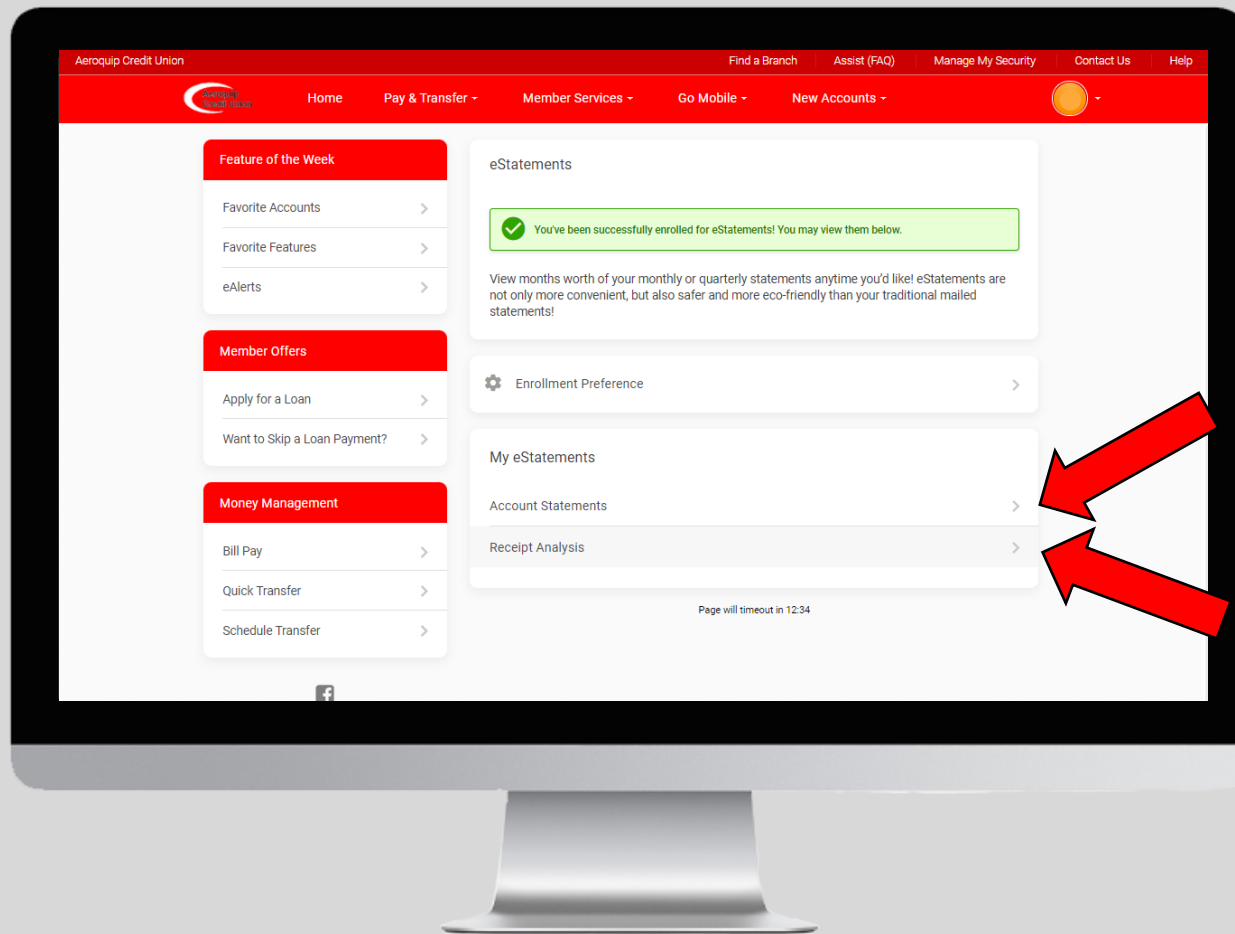 Aeroquip Credit Union
Find a Branch
Assist (FAQ)
Manage My Security
Contact Us
Help
Aeroquip
Credit Union
Home
Pay & Transfer
Member Services
Go Mobile
New Accounts
Feature of the Week
Favorite Accounts
Favorite Features
eAlerts
Member Offers
Apply for a Loan
Want to Skip a Loan Payment?
Money Management
Bill Pay
Quick Transfer
Schedule Transfer
eStatements
You've been successfully enrolled for eStatements! You may view them below.
View months worth of your monthly or quarterly statements anytime you'd like! eStatements are
not only more convenient, but also safer and more eco-friendly than your traditional mailed
statements!
Enrollment Preference
My eStatements
Account Statements
Receipt Analysis
Page will timeout in 12:34